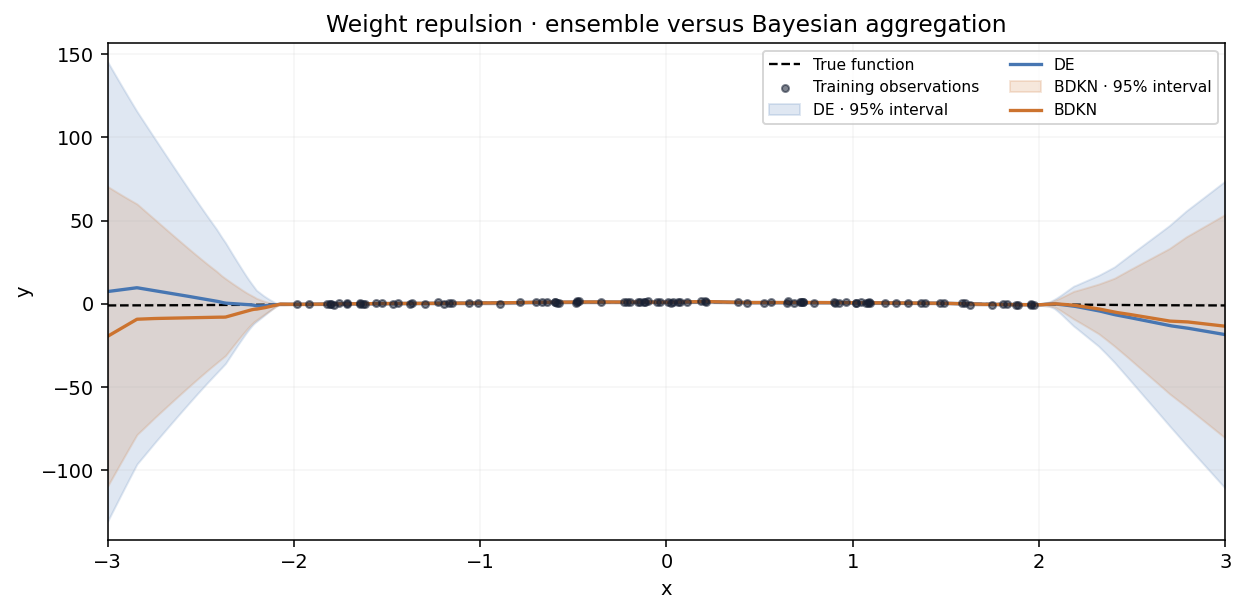 Weight repulsion · ensemble versus Bayesian aggregation
150
100
50
0
−50
−100
y
−3
−2
−1
0
1
2
3
x
True function
Training observations
DE · 95% interval
DE
BDKN · 95% interval
BDKN